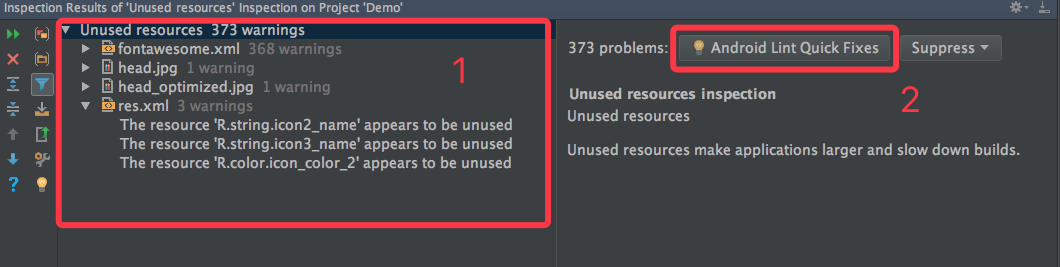 Inspection Results of 'Unused resources' Inspection on Project 'Demo'
Unused resources 373 warnings
fontawesome.xml 368 warnings
head.jpg 1 warning
head_optimized.jpg 1 warning
res.xml 3 warnings
The resource 'R.string.icon2_name' appears to be unused
The resource 'R.string.icon3_name' appears to be unused
The resource 'R.color.icon_color_2' appears to be unused
1
373 problems: Android Lint Quick Fixes Suppress
2
Unused resources inspection
Unused resources
Unused resources make applications larger and slow down builds.